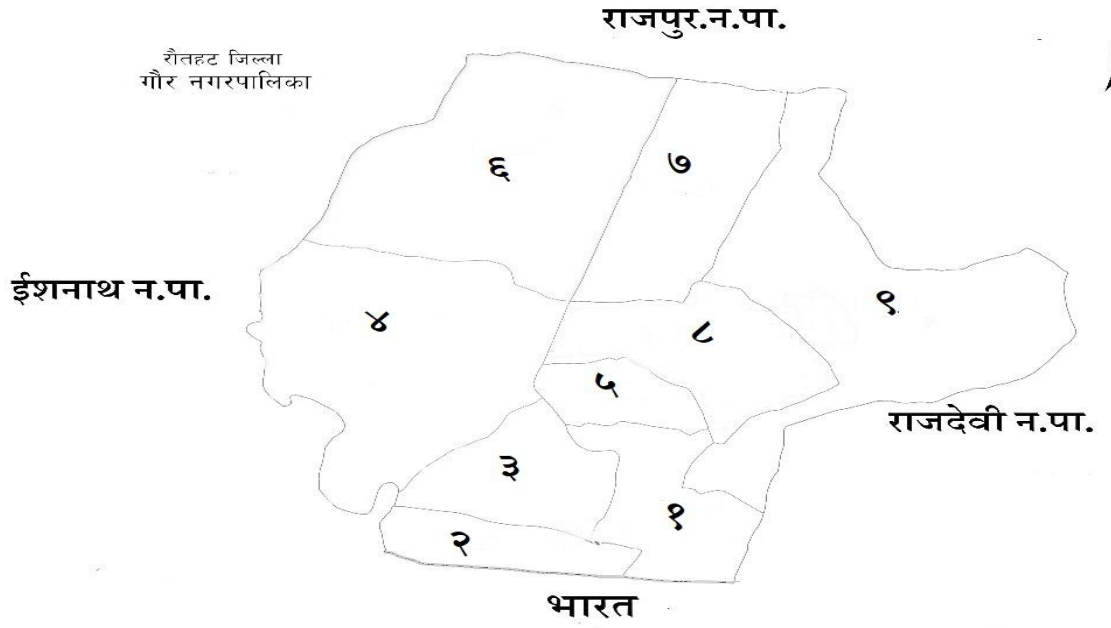 राजपुर.न.पा.
रौतहट जिल्ला
गौर नगरपालिका
६
७
ईशनाथ न.पा.
४
८
९
५
राजदेवी न.पा.
३
१
२
भारत